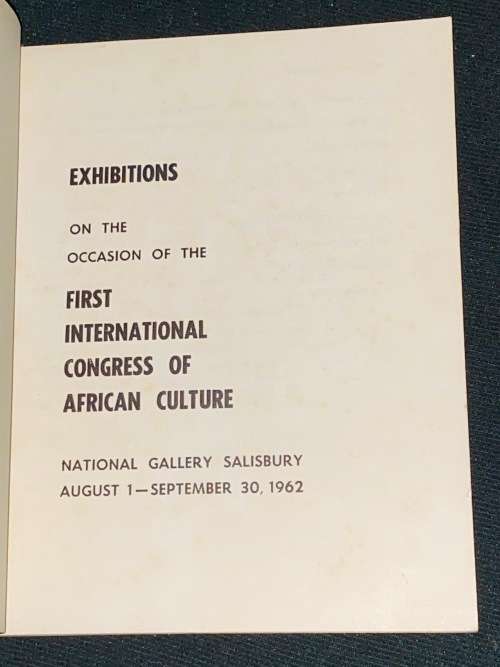 EXHIBITIONS
ON THE
OCCASION OF THE
FIRST
INTERNATIONAL
CONGRESS OF
AFRICAN CULTURE
NATIONAL GALLERY SALISBURY
AUGUST 1—SEPTEMBER 30, 1962